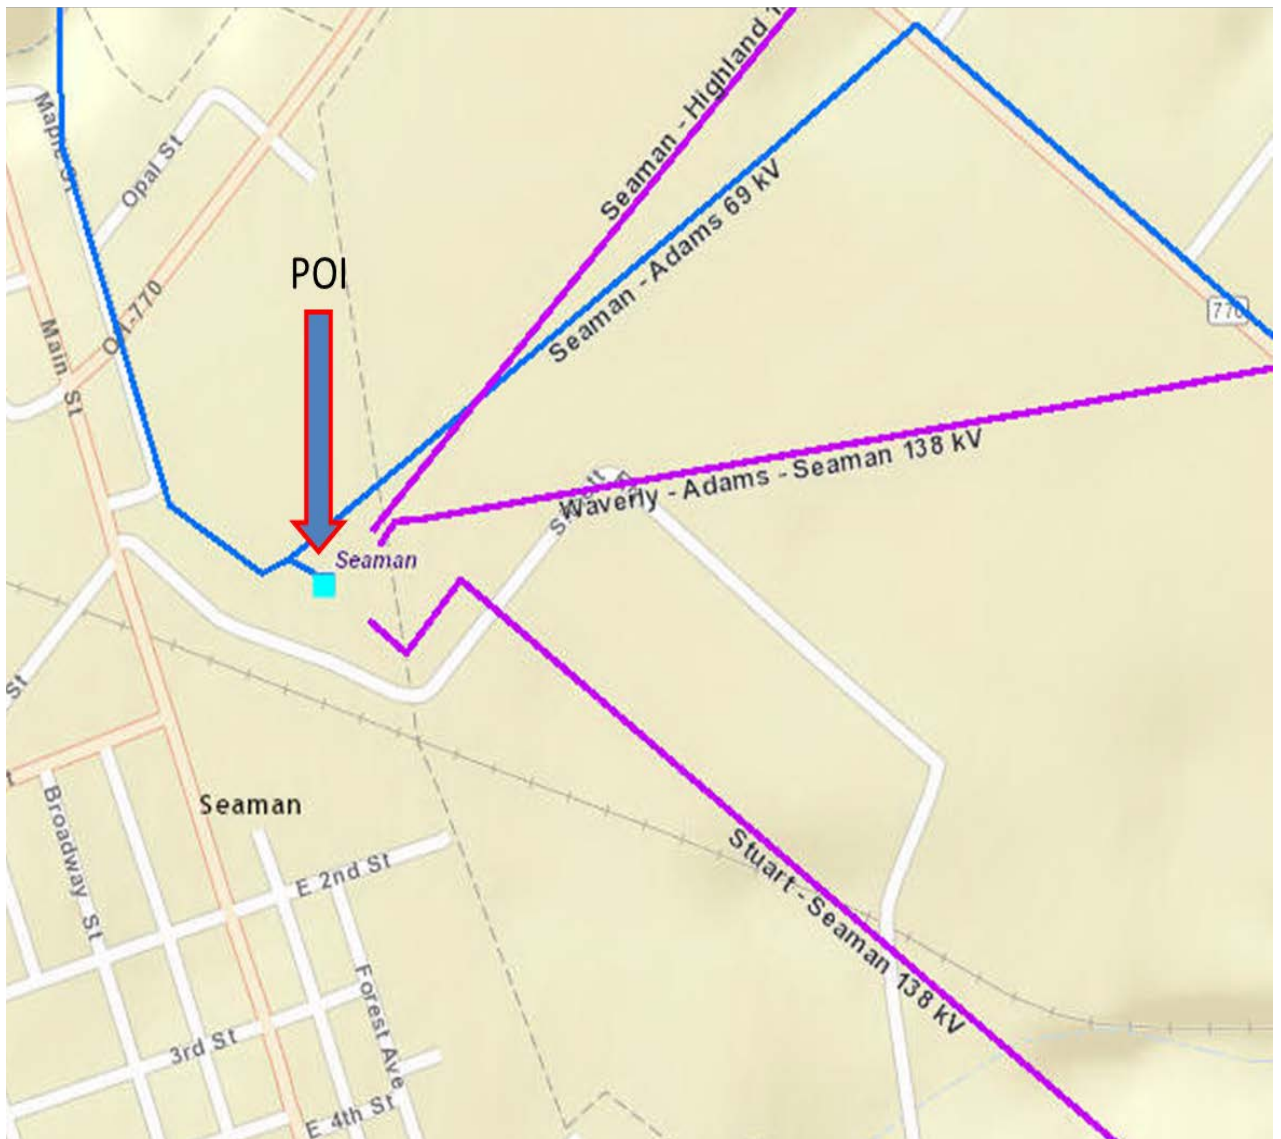 Seaman - Highland 1
Maple St
Opal St
Seaman - Adams 69 kV
POI
OH-770
770
Main St
Waverly - Adams - Seaman 138 kV
Seaman
St
Seaman
Broadway St
E 2nd St
Stuart - Seaman 138 kV
Forest Ave
3rd St
E 4th St